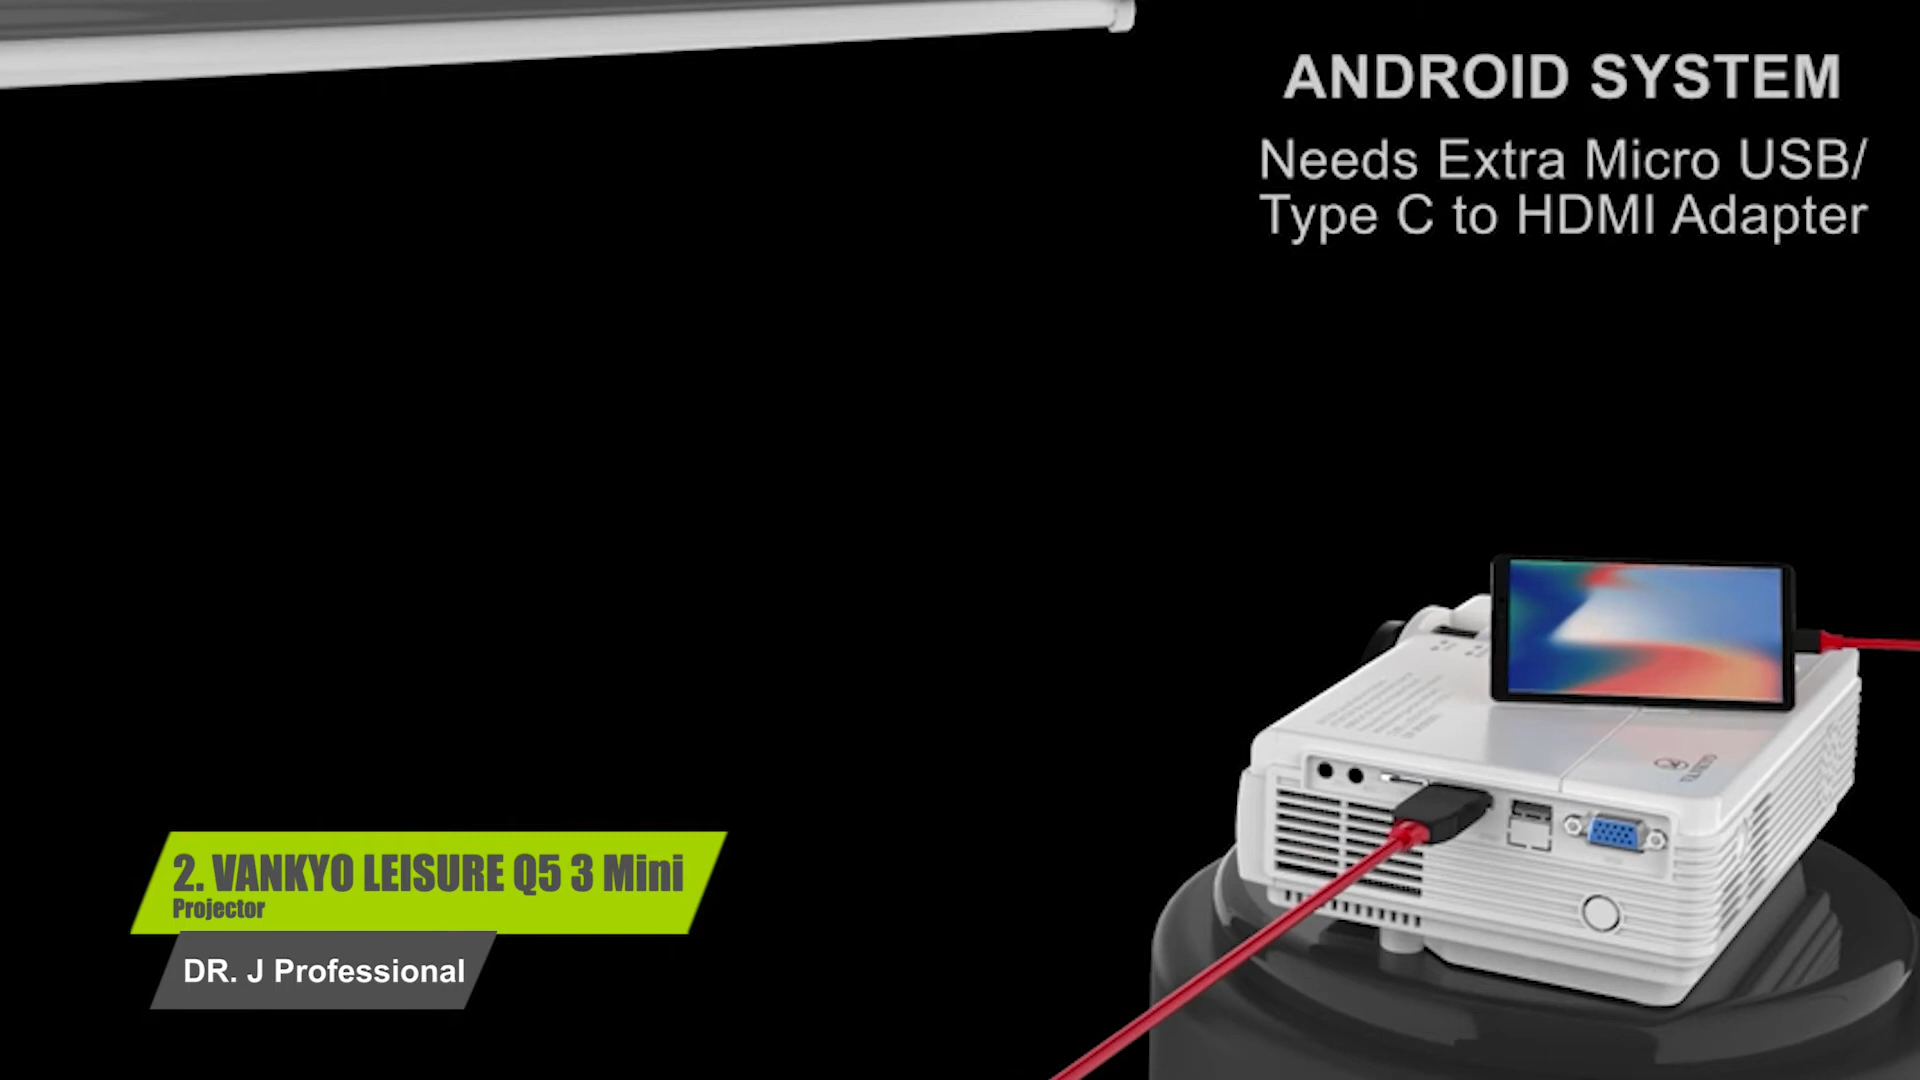 ANDROID SYSTEM
Needs Extra Micro USB/
Type C to HDMI Adapter
2. VANKYO LEISURE Q5 3 Mini
Projector
DR. J Professional